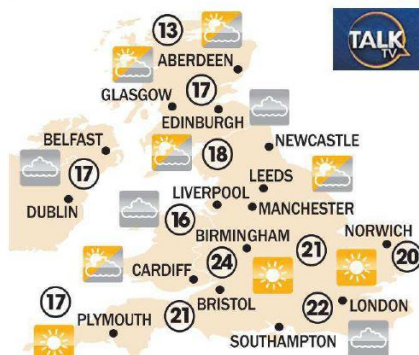 13
TALK
TV
ABERDEEN
GLASGOW
17
EDINBURGH
BELFAST
NEWCASTLE
18
17
LEEDS
LIVERPOOL
DUBLIN
MANCHESTER
16
BIRMINGHAM
21
NORWICH
24
20
CARDIFF
17
BRISTOL
22
LONDON
21
PLYMOUTH
SOUTHAMPTON